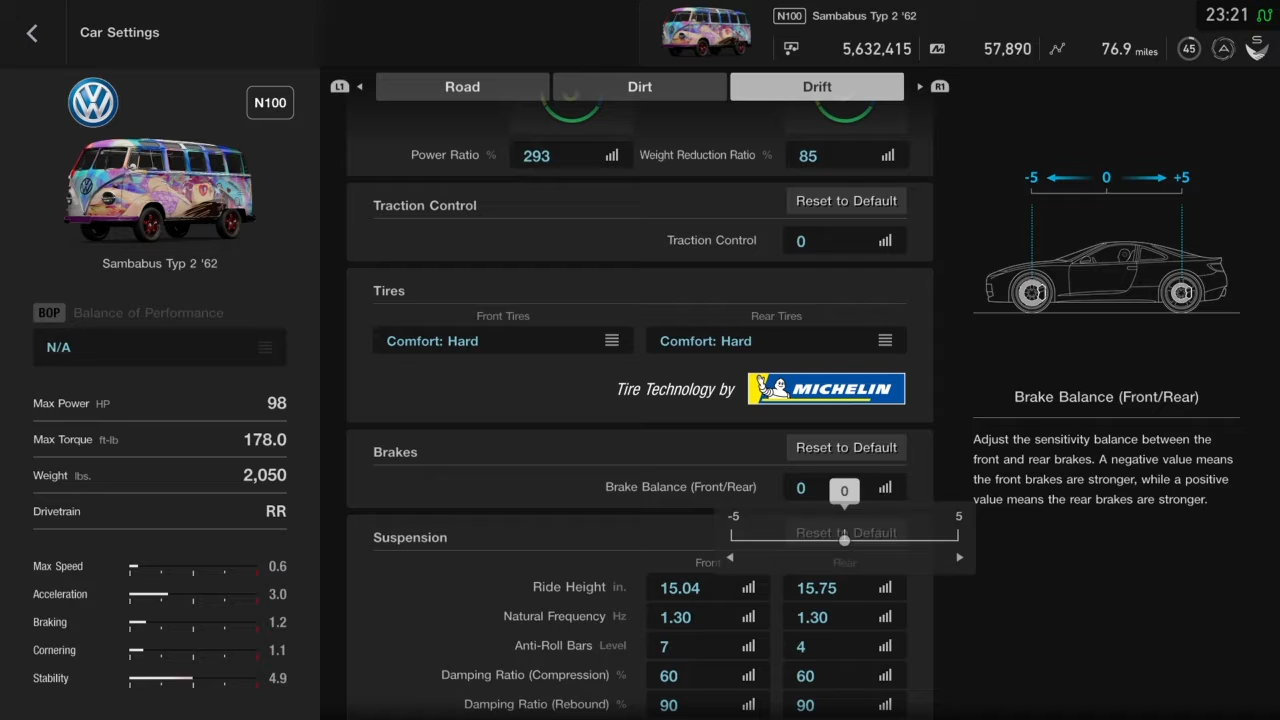 Car Settings
N100 Sambabus Typ 2 '62
23:21
5,632,415 57,890 76.9 miles 45 A S
L1 Road Dirt Drift R1
N100
Power Ratio % 293 Weight Reduction Ratio % 85
Traction Control Reset to Default
Traction Control 0
Sambabus Typ 2 '62
BOP Balance of Performance
N/A
Max Power HP 98
Max Torque ft-lb 178.0
Weight lbs. 2,050
Drivetrain RR
Max Speed 0.6
Acceleration 3.0
Braking 1.2
Cornering 1.1
Stability 4.9
Tires
Front Tires Rear Tires
Comfort: Hard Comfort: Hard
Tire Technology by MICHELIN
Brakes Reset to Default
Brake Balance (Front/Rear) 0 0
-5 5
Suspension Reset to Default
Front Rear
Ride Height in. 15.04 15.75
Natural Frequency Hz 1.30 1.30
Anti-Roll Bars Level 7 4
Damping Ratio (Compression) % 60 60
Damping Ratio (Rebound) % 90 90
-5 0 +5
Brake Balance (Front/Rear)
Adjust the sensitivity balance between the
front and rear brakes. A negative value means
the front brakes are stronger, while a positive
value means the rear brakes are stronger.